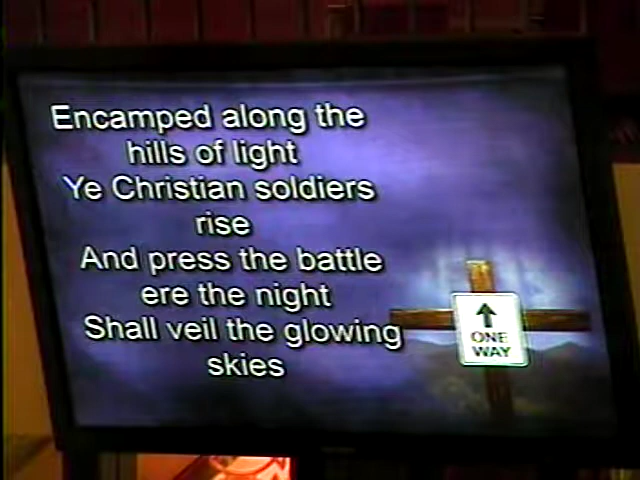 Encamped along the
hills of light
Ye Christian soldiers
rise
And press the battle
ere the night
Shall veil the glowing
skies
ONE
WAY